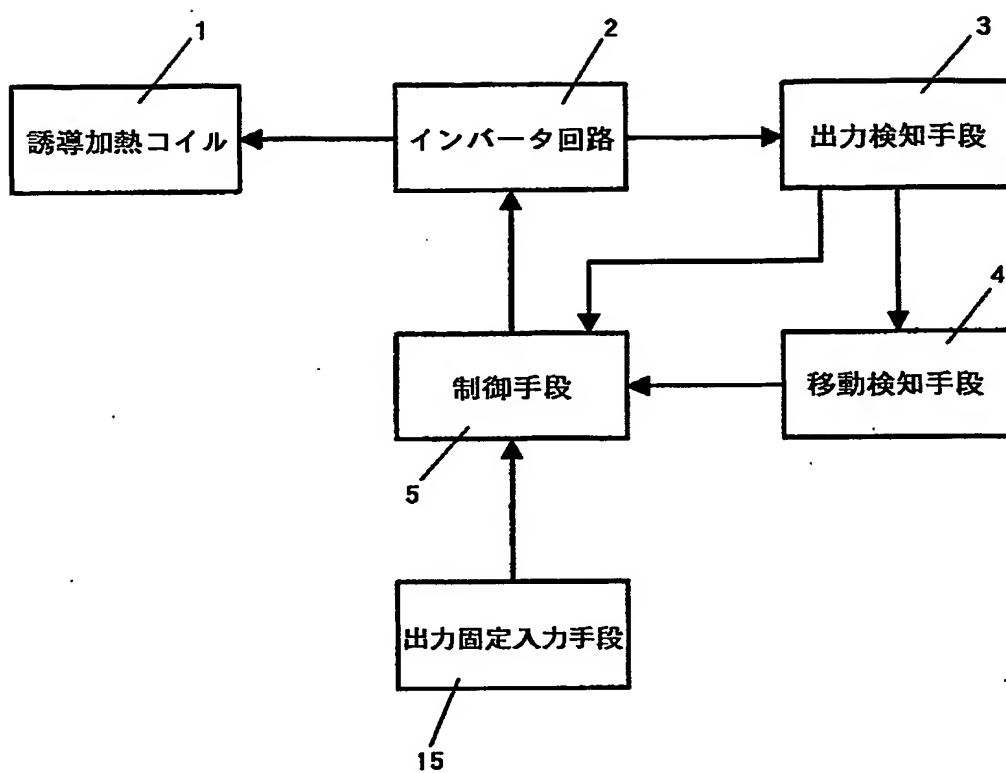 1
2
3
誘導加熱コイル
インバータ回路
出力検知手段
4
制御手段
移動検知手段
5
出力固定入力手段
15